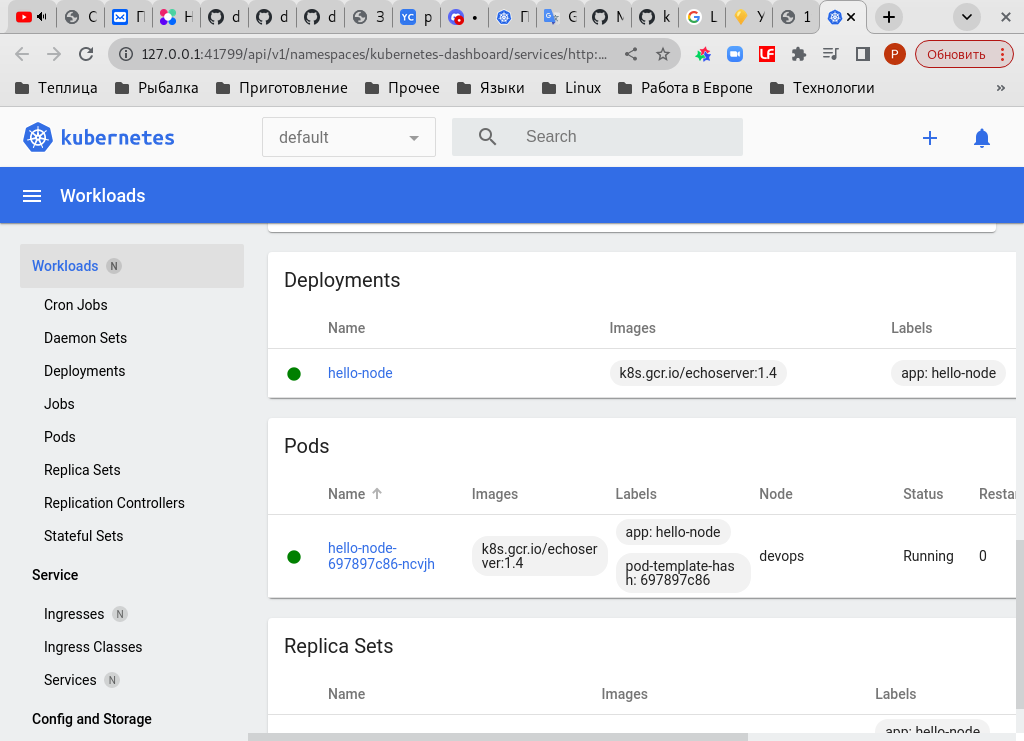 С
П
Н
d
d
d
З
YC
р
•
П
G
М
k
L
У
1
127.0.0.1:41799/api/v1/namespaces/kubernetes-dashboard/services/http:...
LF
P
Обновить
Теплица
Рыбалка
Приготовление
Прочее
Языки
Linux
Работа в Европе
Технологии
»
kubernetes
default
Search
Workloads
Workloads N
Cron Jobs
Daemon Sets
Deployments
Jobs
Pods
Replica Sets
Replication Controllers
Stateful Sets
Service
Ingresses N
Ingress Classes
Services N
Config and Storage
Deployments
Name Images Labels
hello-node k8s.gcr.io/echoserver:1.4 app: hello-node
Pods
Name Images Labels Node Status Resta
hello-node-
697897c86-ncvjh
k8s.gcr.io/echoser
ver:1.4
app: hello-node
pod-template-has
h: 697897c86
devops
Running
0
Replica Sets
Name Images Labels
app: hello-node